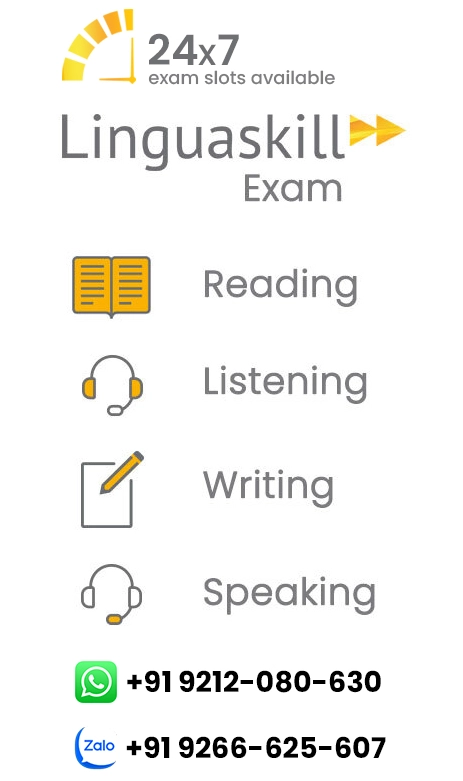 24x7
exam slots available
Linguaskill
Exam
Reading
Listening
Writing
Speaking
+91 9212-080-630
Zalo +91 9266-625-607